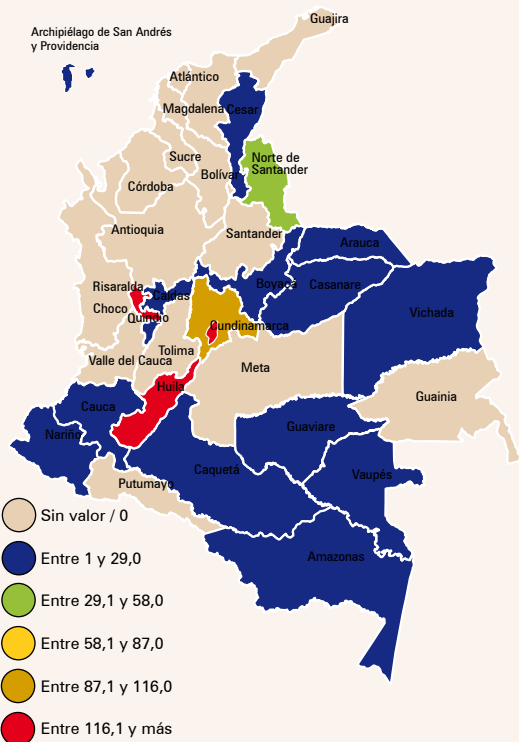 Guajira
Archipiélago de San Andrés
y Providencia
Atlántico
Magdalena
Cesar
Sucre
Norte de
Santander
Bolívar
Córdoba
Antioquia
Santander
Arauca
Risaralda
Caldas
Boyacá
Casanare
Choco
Quindio
Cundinamarca
Vichada
Tolima
Valle del Cauca
Meta
Huila
Guainia
Cauca
Nariño
Guaviare
Caquetá
Vaupés
Putumayo
Sin valor / 0
Entre 1 y 29,0
Amazonas
Entre 29,1 y 58,0
Entre 58,1 y 87,0
Entre 87,1 y 116,0
Entre 116,1 y más